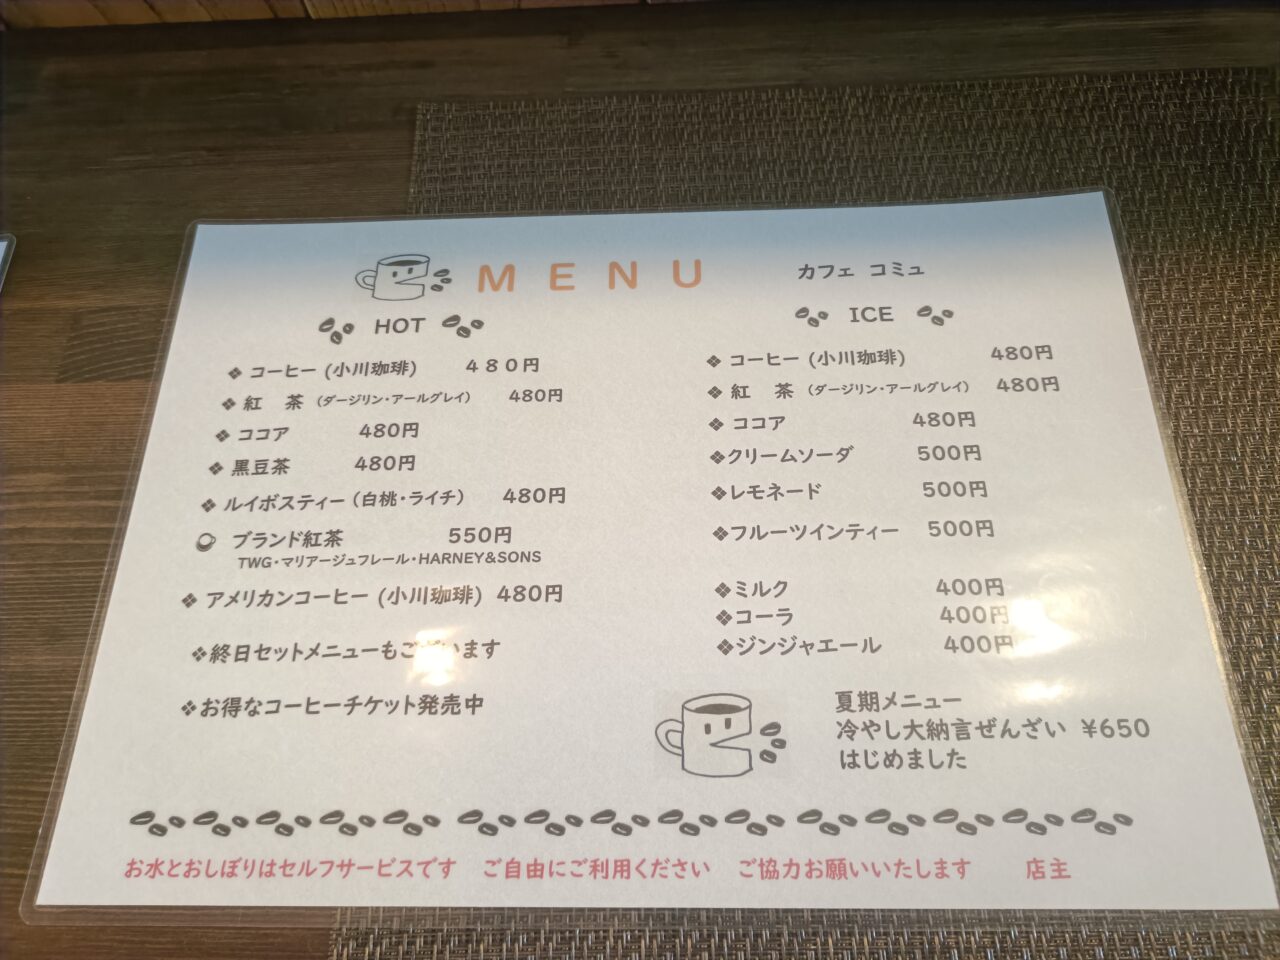 MENU
カフェ コミュ
HOT
コーヒー (小川珈琲) 480円
紅 茶 (ダージリン・アールグレイ) 480円
ココア 480円
黒豆茶 480円
ルイボスティー (白桃・ライチ) 480円
ブランド紅茶 550円
TWG・マリアージュフレール・HARNEY&SONS
アメリカンコーヒー (小川珈琲) 480円
終日セットメニューもございます
お得なコーヒーチケット発売中
ICE
コーヒー (小川珈琲) 480円
紅 茶 (ダージリン・アールグレイ) 480円
ココア 480円
クリームソーダ 500円
レモネード 500円
フルーツインティー 500円
ミルク 400円
コーラ 400円
ジンジャエール 400円
夏期メニュー
冷やし大納言ぜんざい ¥650
はじめました
お水とおしぼりはセルフサービスです ご自由にご利用ください ご協力お願いいたします 店主